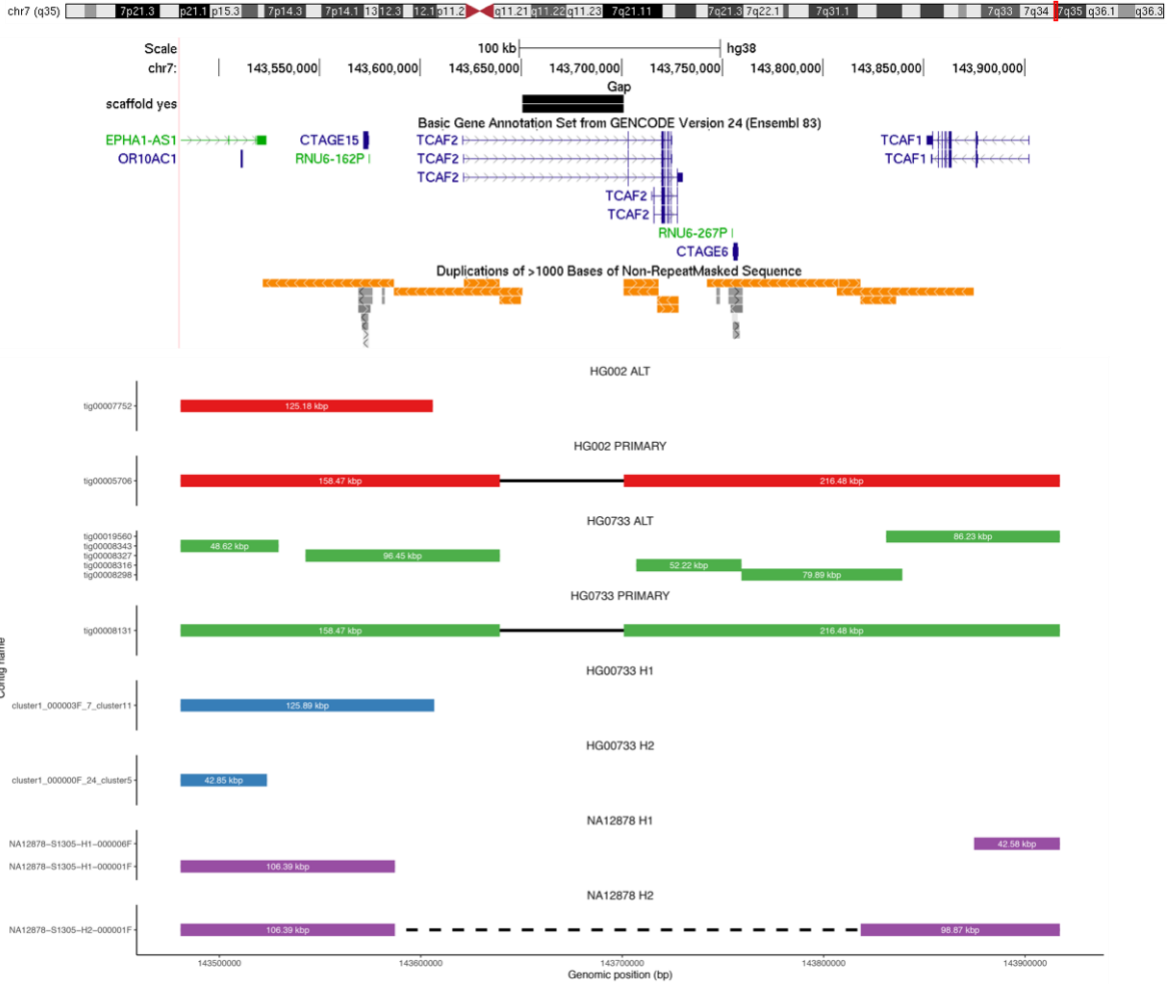 chr7 (q35) 7p21.3 p21.1 p15.3 7p14.3 7p14.1 13 12.3 12.1 p11.2 q11.21 q11.22 q11.23 7q21.11 7q21.3 7q22.1 7q31.1 7q33 7q34 7q35 q36.1 q36.3
Scale 100 kb hg38
chr7: 143,550,000 143,600,000 143,650,000 143,700,000 143,750,000 143,800,000 143,850,000 143,900,000
Gap
scaffold yes
Basic Gene Annotation Set from GENCODE Version 24 (Ensembl 83)
EPHA1-AS1 CTAGE15 TCAF2 TCAF1
OR10AC1 RNU6-162P TCAF2 TCAF1
TCAF2
TCAF2
TCAF2
RNU6-267P
CTAGE6
Duplications of >1000 Bases of Non-RepeatMasked Sequence
HG002 ALT
tig00007752 125.18 kbp
HG002 PRIMARY
tig00005706 158.47 kbp 216.48 kbp
HG0733 ALT
tig00019560 86.23 kbp
tig00008343 48.62 kbp
tig00008327 96.45 kbp
tig00008316 52.22 kbp
tig00008298 79.89 kbp
HG0733 PRIMARY
tig00008131 158.47 kbp 216.48 kbp
Contig name
HG00733 H1
cluster1_000003F_7_cluster11 125.89 kbp
HG00733 H2
cluster1_000000F_24_cluster5 42.85 kbp
NA12878 H1
NA12878-S1305-H1-000006F 42.58 kbp
NA12878-S1305-H1-000001F 106.39 kbp
NA12878 H2
NA12878-S1305-H2-000001F 106.39 kbp 98.87 kbp
143500000 143600000 143700000 143800000 143900000
Genomic position (bp)